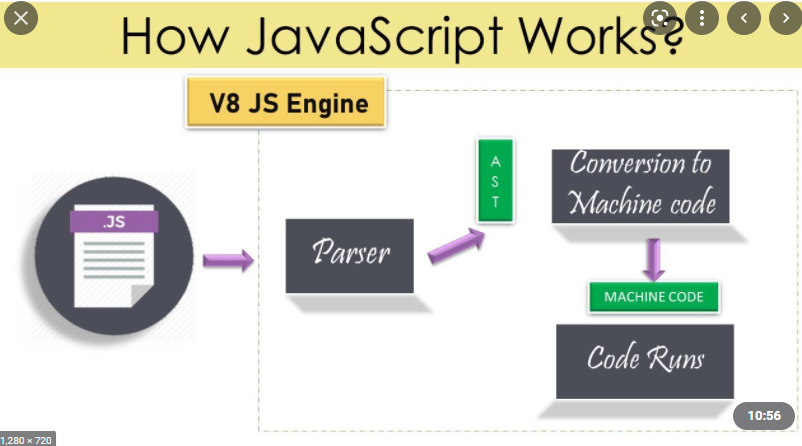 How JavaScript Works?
V8 JS Engine
.JS
Parser
A
S
T
Conversion to
Machine code
MACHINE CODE
Code Runs
10:56
1,280 × 720